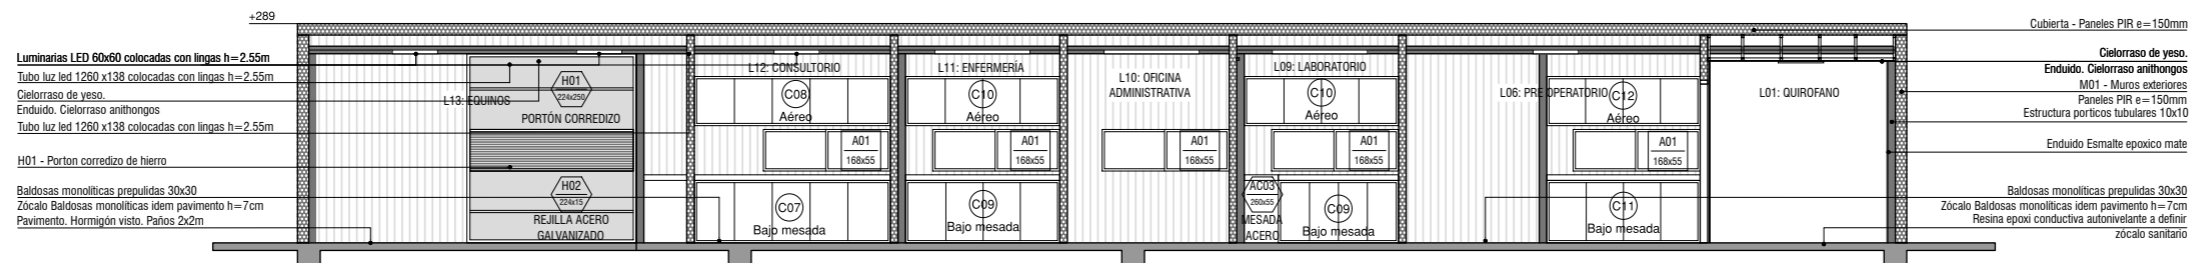 +289
Luminarias LED 60x60 colocadas con lingas h=2.55m
Tubo luz led 1260 x138 colocadas con lingas h=2.55m
Cielorraso de yeso.
Enduido. Cielorraso anithongos
Tubo luz led 1260 x138 colocadas con lingas h=2.55m
H01 - Porton corredizo de hierro
Baldosas monolíticas prepulidas 30x30
Zócalo Baldosas monolíticas idem pavimento h=7cm
Pavimento. Hormigón visto. Paños 2x2m
L13: EQUINOS
H01
224x250
PORTÓN CORREDIZO
H02
224x15
REJILLA ACERO
GALVANIZADO
L12: CONSULTORIO
C08
Aéreo
A01
168x55
C07
Bajo mesada
L11: ENFERMERÍA
C10
Aéreo
A01
168x55
C09
Bajo mesada
L10: OFICINA
ADMINISTRATIVA
A01
168x55
L09: LABORATORIO
C10
Aéreo
A01
168x55
AC03
260x55
MESADA
ACERO
C09
Bajo mesada
L06: PRE OPERATORIO
C12
Aéreo
A01
168x55
C11
Bajo mesada
L01: QUIROFANO
Cubierta - Paneles PIR e=150mm
Cielorraso de yeso.
Enduido. Cielorraso anithongos
M01 - Muros exteriores
Paneles PIR e=150mm
Estructura porticos tubulares 10x10
Enduido Esmalte epoxico mate
Baldosas monolíticas prepulidas 30x30
Zócalo Baldosas monolíticas idem pavimento h=7cm
Resina epoxi conductiva autonivelante a definir
zócalo sanitario